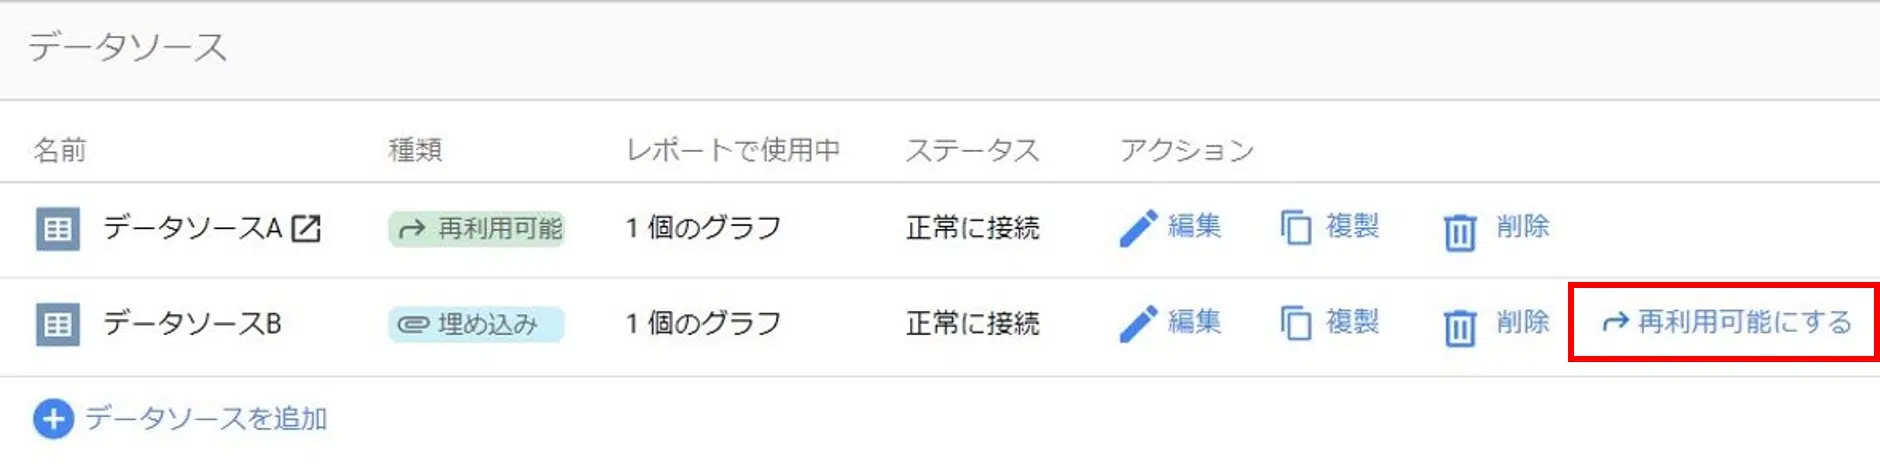 データソース
名前 種類 レポートで使用中 ステータス アクション
データソースA 再利用可能 1 個のグラフ 正常に接続 編集 複製 削除
データソースB 埋め込み 1 個のグラフ 正常に接続 編集 複製 削除 再利用可能にする
データソースを追加